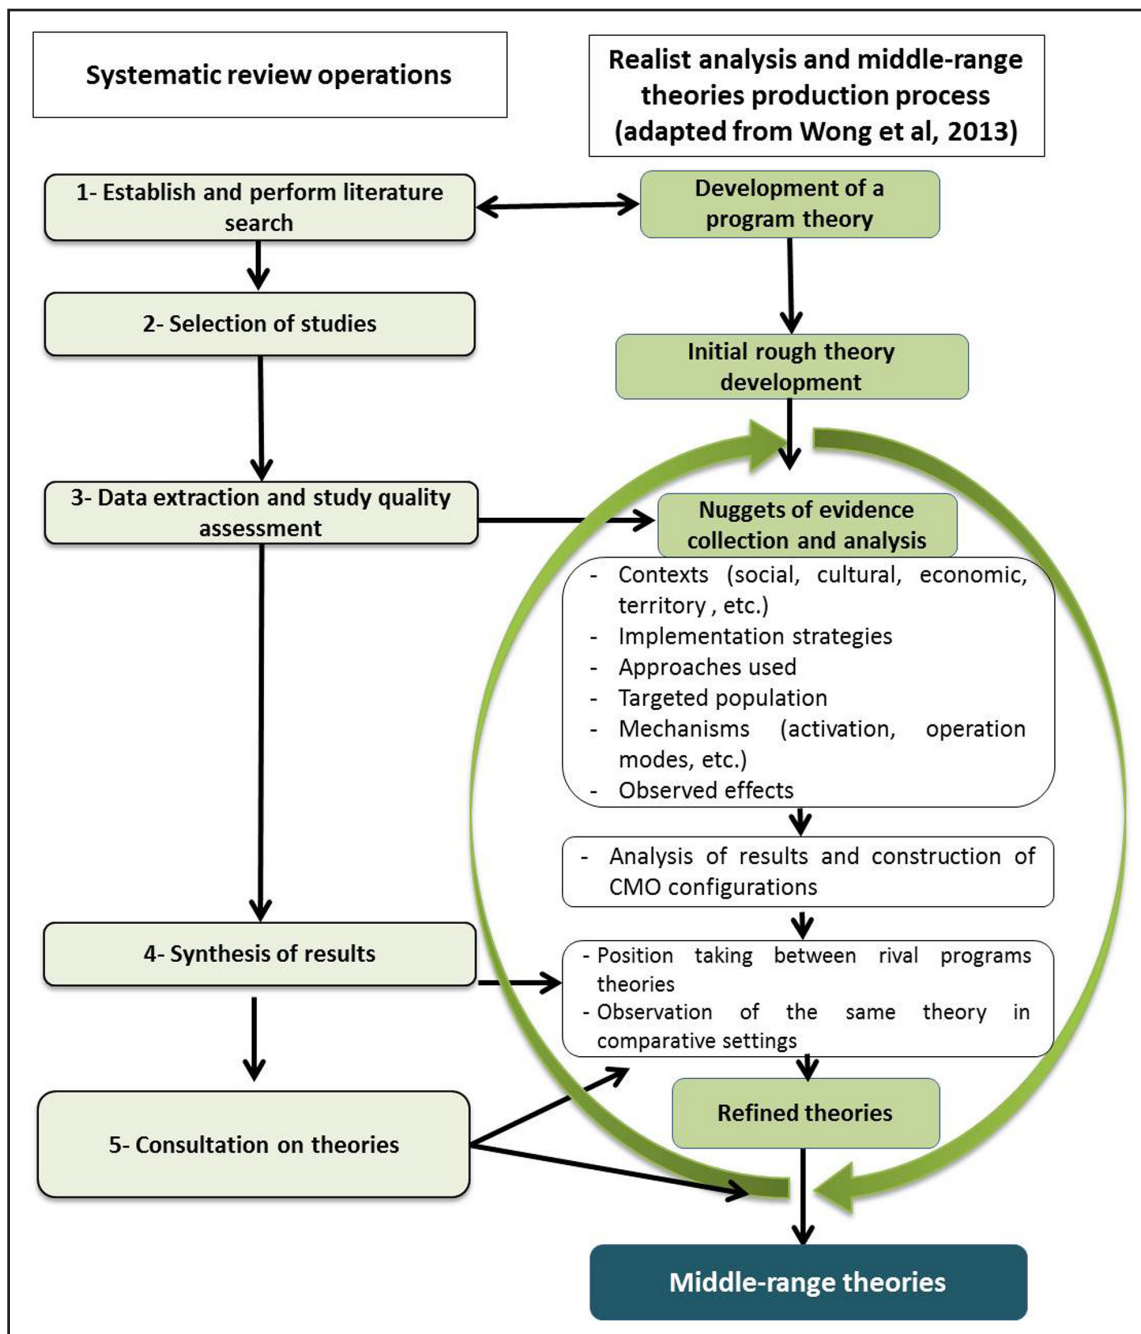 Systematic review operations
Realist analysis and middle-range
theories production process
(adapted from Wong et al, 2013)
1- Establish and perform literature
search
Development of a
program theory
2- Selection of studies
Initial rough theory
development
3- Data extraction and study quality
assessment
Nuggets of evidence
collection and analysis
- Contexts (social, cultural, economic,
territory , etc.)
- Implementation strategies
- Approaches used
- Targeted population
- Mechanisms (activation, operation
modes, etc.)
- Observed effects
- Analysis of results and construction of
CMO configurations
4- Synthesis of results
- Position taking between rival programs
theories
- Observation of the same theory in
comparative settings
5- Consultation on theories
Refined theories
Middle-range theories